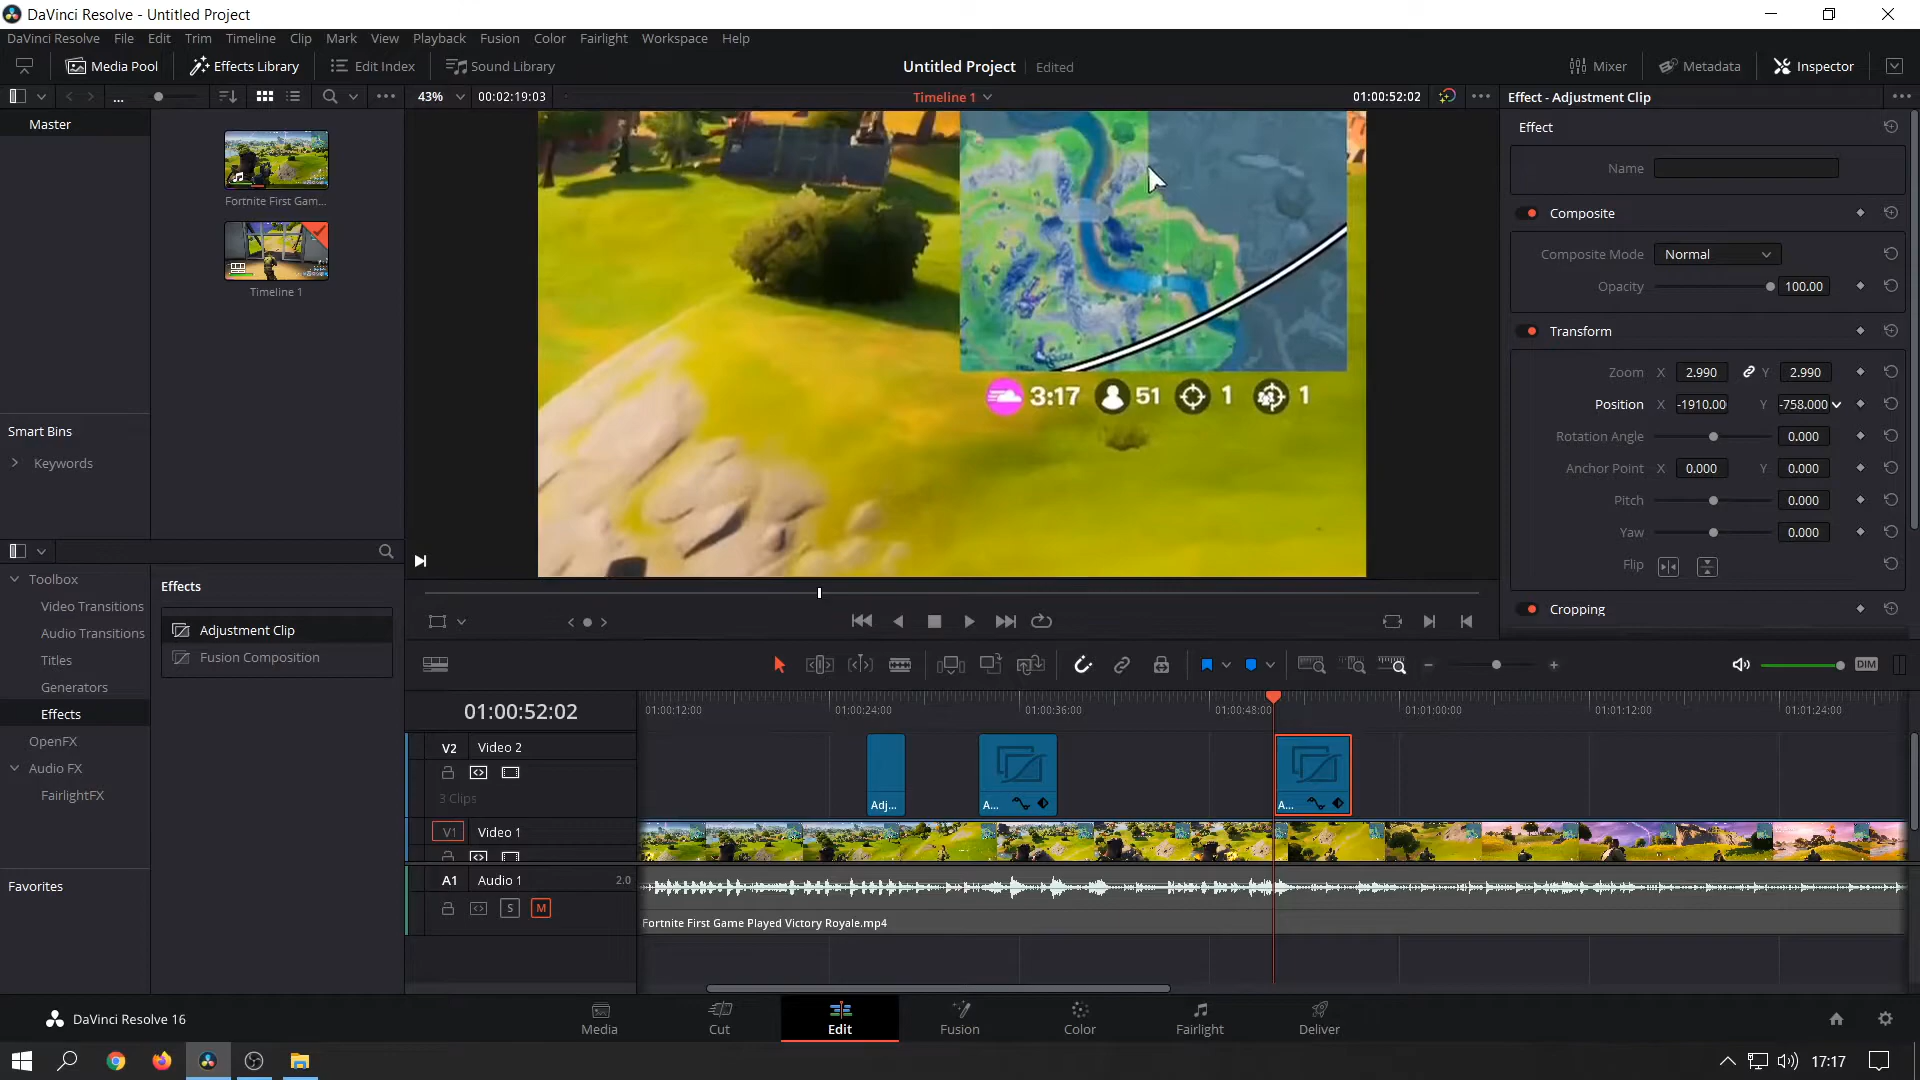 DaVinci Resolve - Untitled Project
DaVinci Resolve File Edit Trim Timeline Clip Mark View Playback Fusion Color Fairlight Workspace Help
Media Pool Effects Library Edit Index Sound Library Untitled Project Edited Mixer Metadata Inspector
... 43% 00:02:19:03 Timeline 1 01:00:52:02 Effect - Adjustment Clip
Master
Effect
Name
Fortnite First Gam...
Composite
Composite Mode Normal
Opacity 100.00
Timeline 1
Transform
Zoom X 2.990 Y 2.990
Position X -1910.00 Y -758.000
3:17 51 1 1
Smart Bins
Keywords
Rotation Angle 0.000
Anchor Point X 0.000 Y 0.000
Pitch 0.000
Yaw 0.000
Flip
Cropping
Toolbox
Video Transitions
Audio Transitions
Titles
Generators
Effects
OpenFX
Audio FX
FairlightFX
Favorites
Effects
Adjustment Clip
Fusion Composition
DIM
01:00:52:02
01:00:12:00 01:00:24:00 01:00:36:00 01:00:48:00 01:01:00:00 01:01:12:00 01:01:24:00
V2 Video 2
3 Clips
Adj... A... A...
V1 Video 1
A1 Audio 1 2.0
S M
Fortnite First Game Played Victory Royale.mp4
DaVinci Resolve 16
Media Cut Edit Fusion Color Fairlight Deliver
17:17